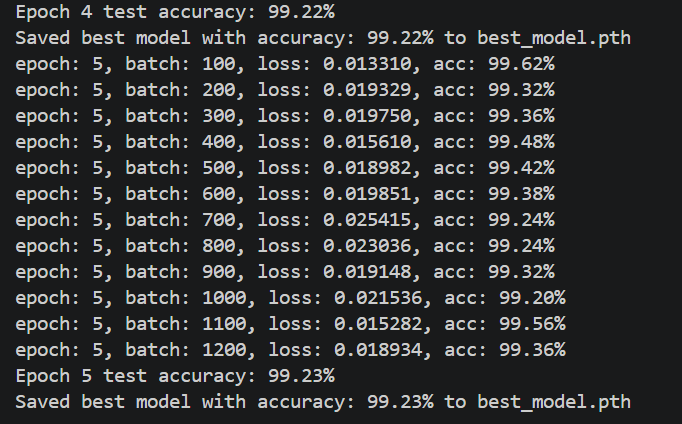 Epoch 4 test accuracy: 99.22%
Saved best model with accuracy: 99.22% to best_model.pth
epoch: 5, batch: 100, loss: 0.013310, acc: 99.62%
epoch: 5, batch: 200, loss: 0.019329, acc: 99.32%
epoch: 5, batch: 300, loss: 0.019750, acc: 99.36%
epoch: 5, batch: 400, loss: 0.015610, acc: 99.48%
epoch: 5, batch: 500, loss: 0.018982, acc: 99.42%
epoch: 5, batch: 600, loss: 0.019851, acc: 99.38%
epoch: 5, batch: 700, loss: 0.025415, acc: 99.24%
epoch: 5, batch: 800, loss: 0.023036, acc: 99.24%
epoch: 5, batch: 900, loss: 0.019148, acc: 99.32%
epoch: 5, batch: 1000, loss: 0.021536, acc: 99.20%
epoch: 5, batch: 1100, loss: 0.015282, acc: 99.56%
epoch: 5, batch: 1200, loss: 0.018934, acc: 99.36%
Epoch 5 test accuracy: 99.23%
Saved best model with accuracy: 99.23% to best_model.pth